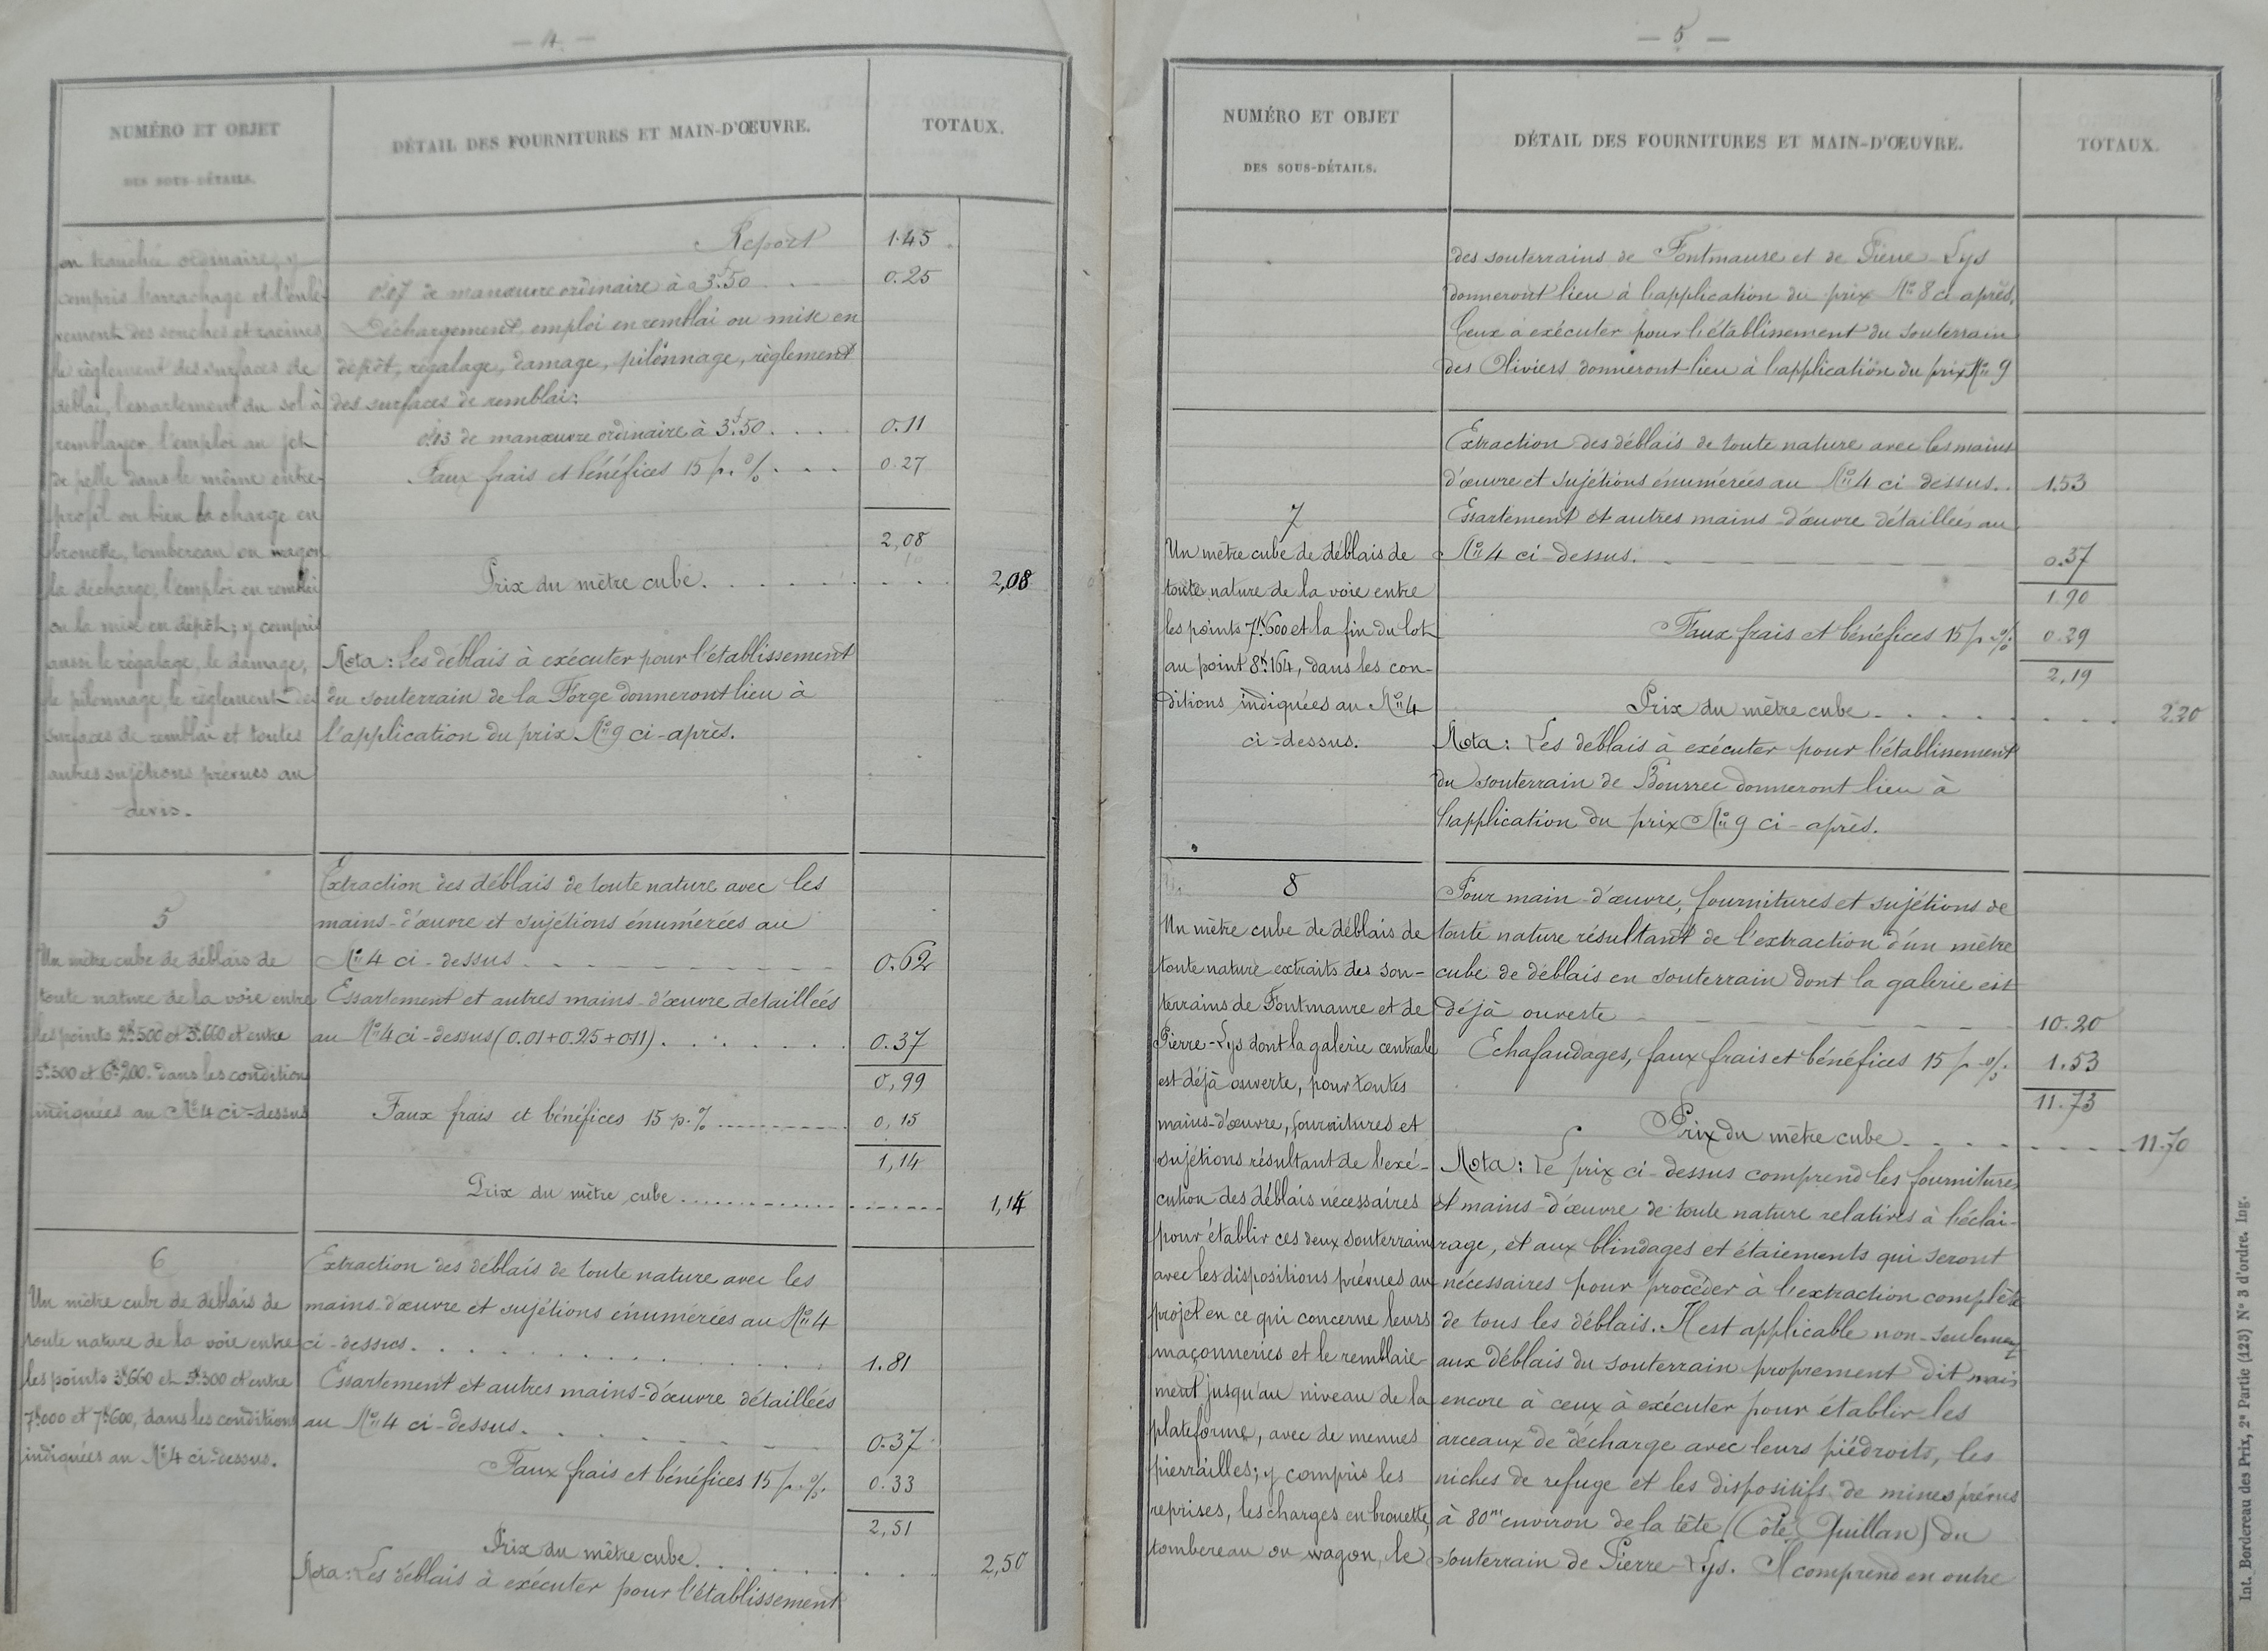 — 4 —
NUMÉRO ET OBJET
DES SOUS-DÉTAILS.
DÉTAIL DES FOURNITURES ET MAIN-D'ŒUVRE.
TOTAUX.
en tranchée ordinaire, y
compris l'arrachage et l'enlè-
vement des souches et racines,
le règlement des surfaces de
déblai, l'essartement du sol à
remblayer l'emploi au jet
de pelle dans le même entre-
profil ou bien la charge en
brouette, tombereau ou wagon
la décharge, l'emploi en remblai
ou la mise en dépôt; y compris
aussi le régalage, le damage,
le pilonnage, le règlement des
surfaces de remblai et toutes
autres sujétions prévues au
devis.
Report 1.45
0.07 de manœuvre ordinaire à 3f.50 . . . 0.25
Déchargement, emploi en remblai ou mise en
dépôt, régalage, damage, pilonnage, règlement
des surfaces de remblai:
0.03 de manœuvre ordinaire à 3f.50 . . . . 0.11
Faux frais et bénéfices 15 p. % . . . . 0.27
2,08
Prix du mètre cube. . . . . . . . . 2,08
Nota: Les déblais à exécuter pour l'établissement
du souterrain de la Forge donneront lieu à
l'application du prix No 9 ci-après.
5
Un mètre cube de déblais de
toute nature de la voie entre
les points 2k.500 et 3k.660 et entre
5k.300 et 6k.200. dans les conditions
indiquées au No 4 ci-dessus
Extraction des déblais de toute nature avec les
mains-d'œuvre et sujétions énumérées au
No 4 ci-dessus 0.62
Essartement et autres mains-d'œuvre détaillées
au No 4 ci-dessus (0.01+0.25+0.11). . . . . . 0.37
0,99
Faux frais et bénéfices 15 p. % 0,15
1,14
Prix du mètre cube 1,14
6
Un mètre cube de déblais de
toute nature de la voie entre
les points 3k.660 et 5k.300 et entre
7k.000 et 7k.600, dans les conditions
indiquées au No 4 ci-dessus.
Extraction des déblais de toute nature avec les
mains-d'œuvre et sujétions énumérées au No 4
ci-dessus. 1.81
Essartement et autres mains-d'œuvre détaillées
au No 4 ci-dessus. 0.37
Faux frais et bénéfices 15 p. %. 0.33
2,51
Prix du mètre cube. 2,50
Nota: Les déblais à exécuter pour l'établissement
— 5 —
NUMÉRO ET OBJET
DES SOUS-DÉTAILS.
DÉTAIL DES FOURNITURES ET MAIN-D'ŒUVRE.
TOTAUX.
des souterrains de Fontmaure et de Pierre-Lys
donneront lieu à l'application du prix No 8 ci après,
Ceux à exécuter pour l'établissement du souterrain
des Oliviers donneront lieu à l'application du prix No 9
7
Un mètre cube de déblais de
toute nature de la voie entre
les points 7k.600 et la fin du lot
au point 8k.164, dans les con-
ditions indiquées au No 4
ci-dessus.
Extraction des déblais de toute nature avec les mains
d'œuvre et sujétions énumérées au No 4 ci dessus. . 1.53
Essartement et autres mains d'œuvre détaillées au
No 4 ci-dessus. 0.37
1.90
Faux frais et bénéfices 15 p. % 0.29
2,19
Prix du mètre cube 2.20
Nota: Les déblais à exécuter pour l'établissement
du souterrain de Bourrec donneront lieu à
l'application du prix No 9 ci-après.
8
Un mètre cube de déblais de
toute nature extraits des sou-
terrains de Fontmaure et de
Pierre-Lys dont la galerie centrale
est déjà ouverte, pour toutes
mains-d'œuvre, fournitures et
sujétions résultant de l'exé-
cution des déblais nécessaires
pour établir ces deux souterrains
avec les dispositions prévues au
projet en ce qui concerne leurs
maçonneries et le remblaie-
ment jusqu'au niveau de la
plateforme, avec de menues
pierrailles; y compris les
reprises, les charges en brouette,
tombereau ou wagon, le
Pour main d'œuvre, fournitures et sujétions de
toute nature résultant de l'extraction d'un mètre
cube de déblais en souterrain dont la galerie est
déjà ouverte 10.20
Echafaudages, faux frais et bénéfices 15 p. %. 1.53
11.73
Prix du mètre cube 11.70
Nota: Le prix ci-dessus comprend les fournitures
et mains-d'œuvre de toute nature relatives à l'éclai-
rage, et aux blindages et étaiements qui seront
nécessaires pour procéder à l'extraction complète
de tous les déblais. Il est applicable non-seulement
aux déblais du souterrain proprement dit mais
encore à ceux à exécuter pour établir les
arceaux de décharge avec leurs piédroits, les
niches de refuge et les dispositifs de mines prévus
à 80m environ de la tête (Côté Quillan) du
souterrain de Pierre-Lys. Il comprend en outre
Int. Bordereau des Prix, 2e Partie (123) N° 3 d'ordre. Ing.